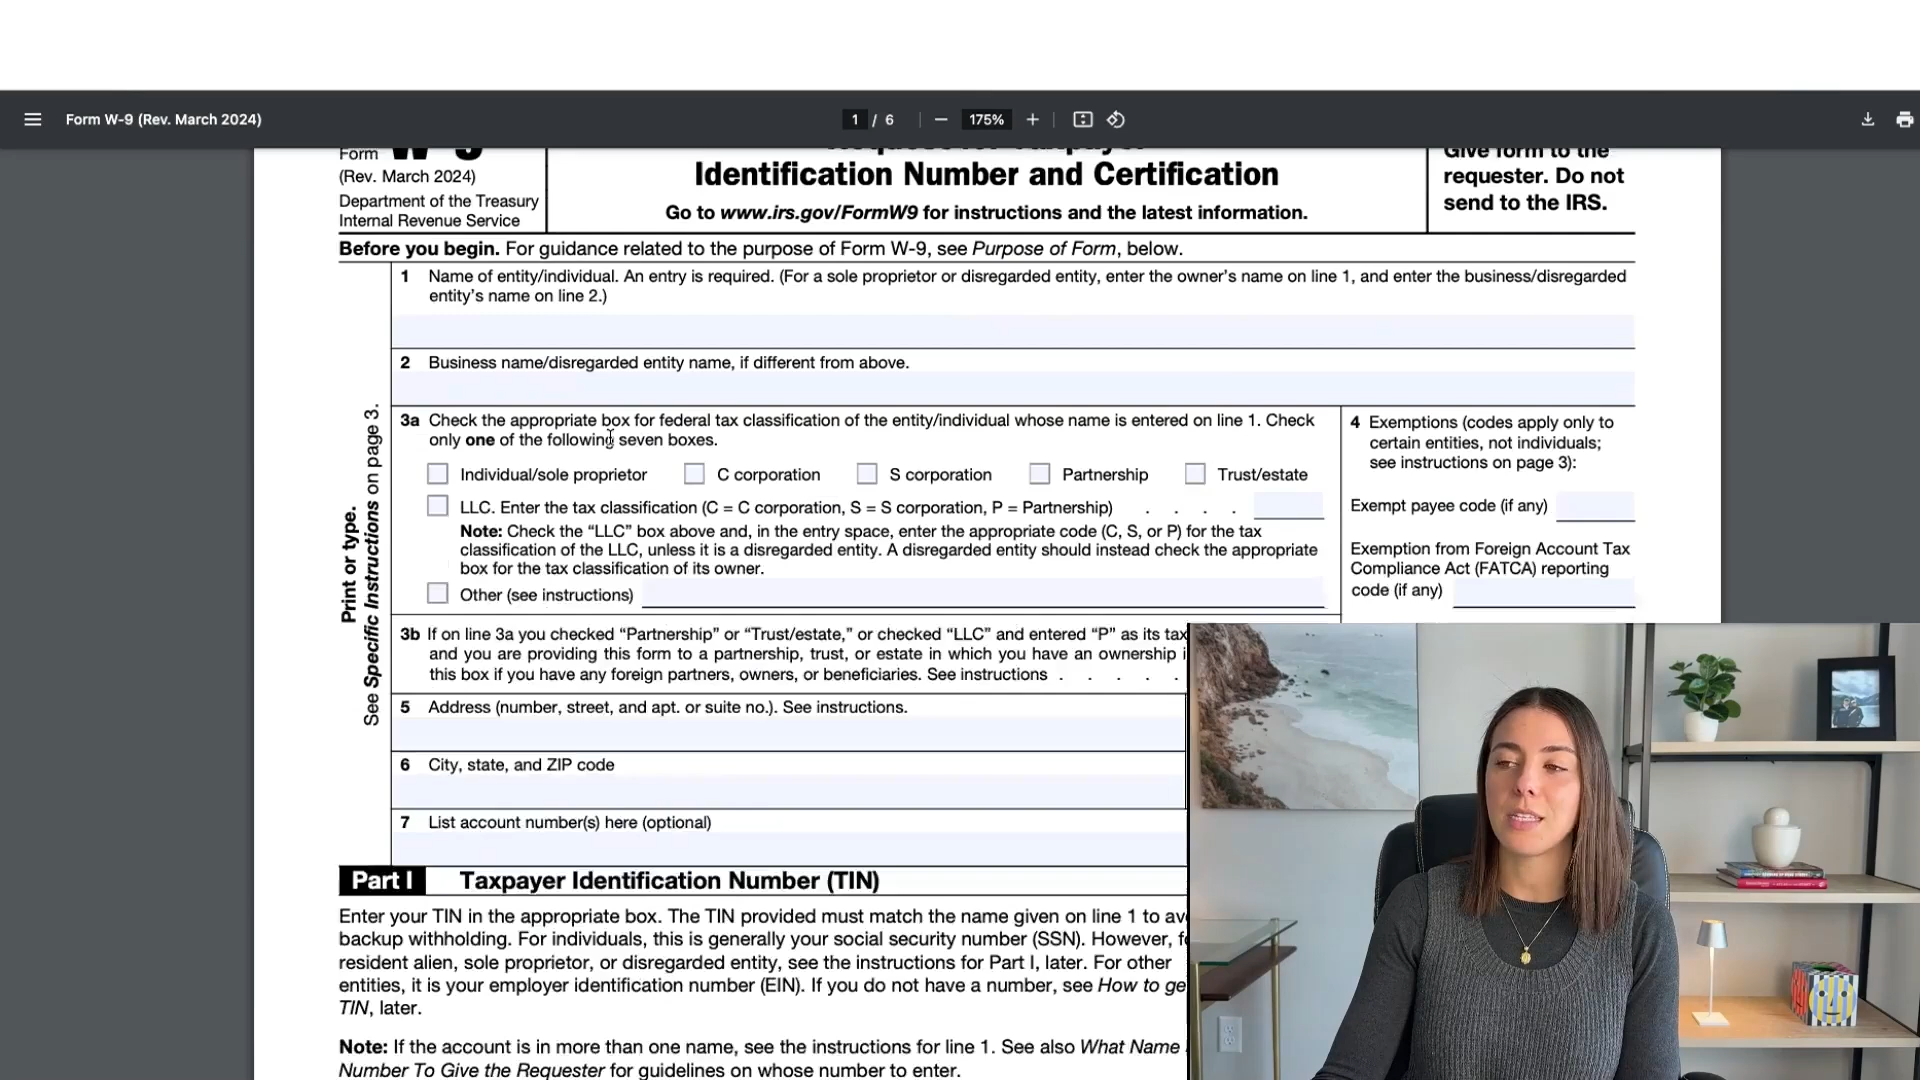 Form W-9 (Rev. March 2024)
1 / 6
175%
Form W-9
(Rev. March 2024)
Department of the Treasury
Internal Revenue Service
Identification Number and Certification
Go to www.irs.gov/FormW9 for instructions and the latest information.
Give form to the
requester. Do not
send to the IRS.
Before you begin. For guidance related to the purpose of Form W-9, see Purpose of Form, below.
Print or type.
See Specific Instructions on page 3.
1 Name of entity/individual. An entry is required. (For a sole proprietor or disregarded entity, enter the owner's name on line 1, and enter the business/disregarded
entity's name on line 2.)
2 Business name/disregarded entity name, if different from above.
3a Check the appropriate box for federal tax classification of the entity/individual whose name is entered on line 1. Check
only one of the following seven boxes.
Individual/sole proprietor C corporation S corporation Partnership Trust/estate
LLC. Enter the tax classification (C = C corporation, S = S corporation, P = Partnership) . . . .
Note: Check the “LLC” box above and, in the entry space, enter the appropriate code (C, S, or P) for the tax
classification of the LLC, unless it is a disregarded entity. A disregarded entity should instead check the appropriate
box for the tax classification of its owner.
Other (see instructions)
4 Exemptions (codes apply only to
certain entities, not individuals;
see instructions on page 3):
Exempt payee code (if any)
Exemption from Foreign Account Tax
Compliance Act (FATCA) reporting
code (if any)
3b If on line 3a you checked “Partnership” or “Trust/estate,” or checked “LLC” and entered “P” as its tax
and you are providing this form to a partnership, trust, or estate in which you have an ownership
this box if you have any foreign partners, owners, or beneficiaries. See instructions . . . . .
5 Address (number, street, and apt. or suite no.). See instructions.
6 City, state, and ZIP code
7 List account number(s) here (optional)
Part I Taxpayer Identification Number (TIN)
Enter your TIN in the appropriate box. The TIN provided must match the name given on line 1 to
backup withholding. For individuals, this is generally your social security number (SSN). However,
resident alien, sole proprietor, or disregarded entity, see the instructions for Part I, later. For other
entities, it is your employer identification number (EIN). If you do not have a number, see How to
TIN, later.
Note: If the account is in more than one name, see the instructions for line 1. See also What Name
Number To Give the Requester for guidelines on whose number to enter.